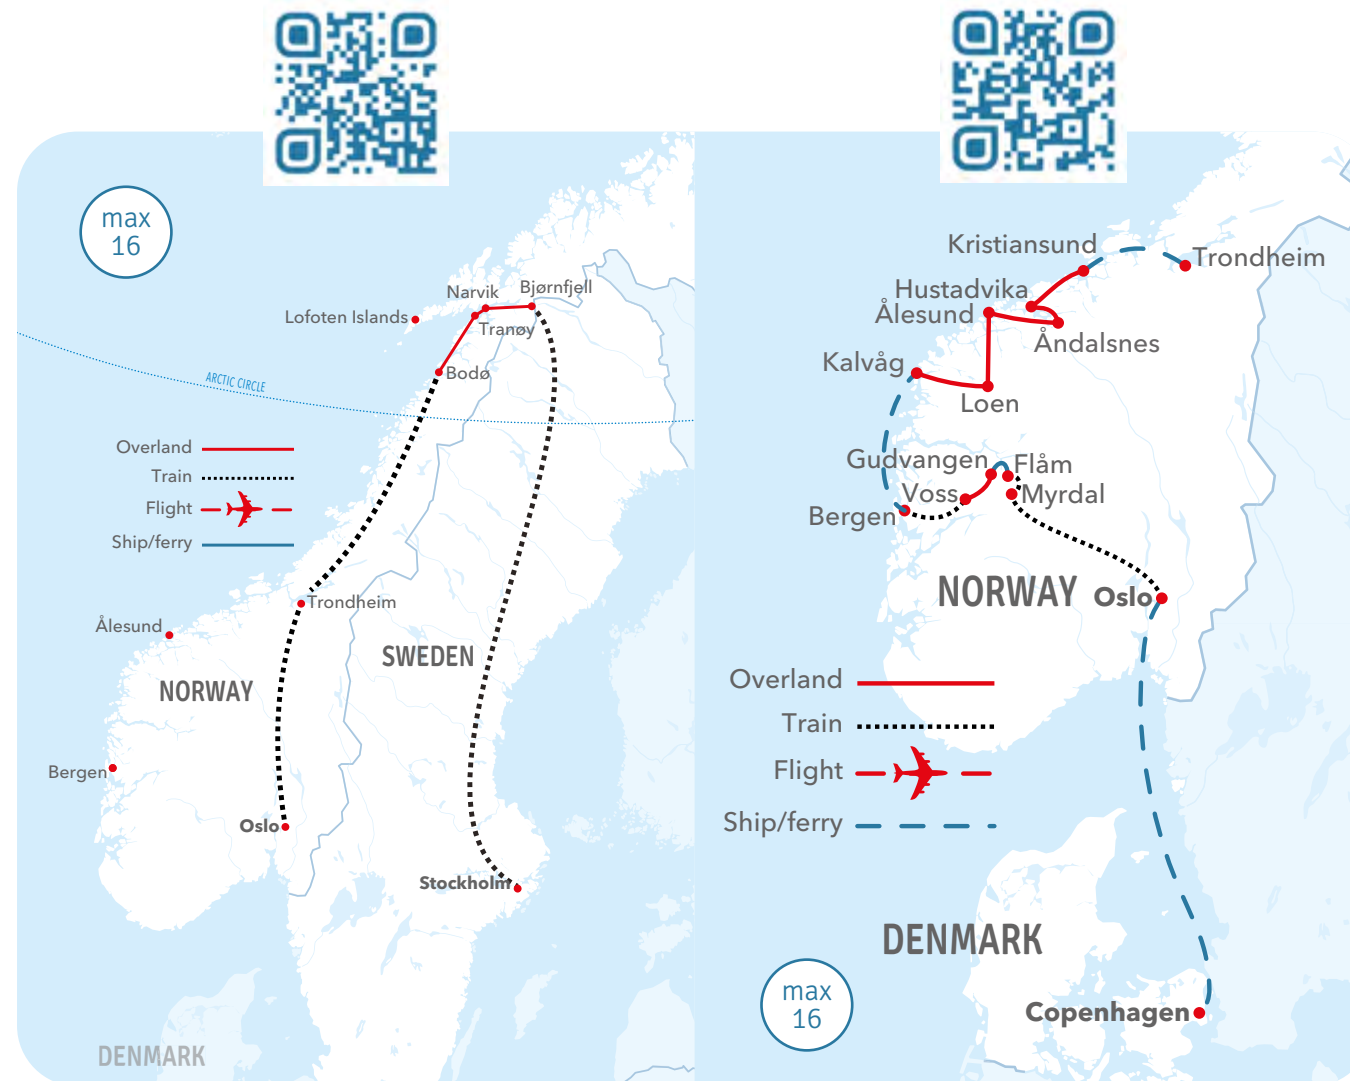 max
16
Narvik
Bjørnfjell
Lofoten Islands
Tranøy
Bodø
ARCTIC CIRCLE
Overland
Train
Flight
Ship/ferry
Trondheim
Ålesund
SWEDEN
NORWAY
Bergen
Oslo
Stockholm
DENMARK
Kristiansund
Trondheim
Hustadvika
Ålesund
Åndalsnes
Kalvåg
Loen
Gudvangen
Flåm
Voss
Myrdal
Bergen
NORWAY
Oslo
Overland
Train
Flight
Ship/ferry
DENMARK
max
16
Copenhagen